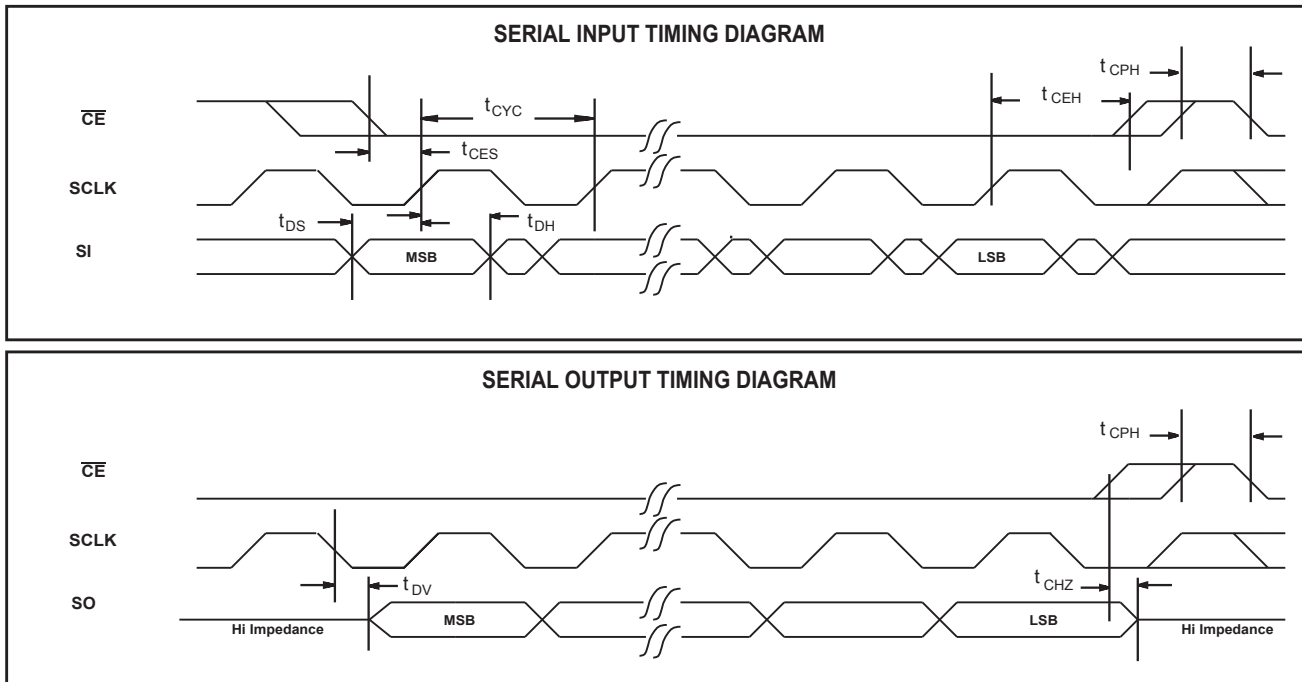 SERIAL INPUT TIMING DIAGRAM
t CPH
t CEH
t CYC
CE
t CES
SCLK
t DS
t DH
SI
MSB
LSB
SERIAL OUTPUT TIMING DIAGRAM
t CPH
CE
SCLK
t DV
t CHZ
SO
Hi Impedance
MSB
LSB
Hi Impedance